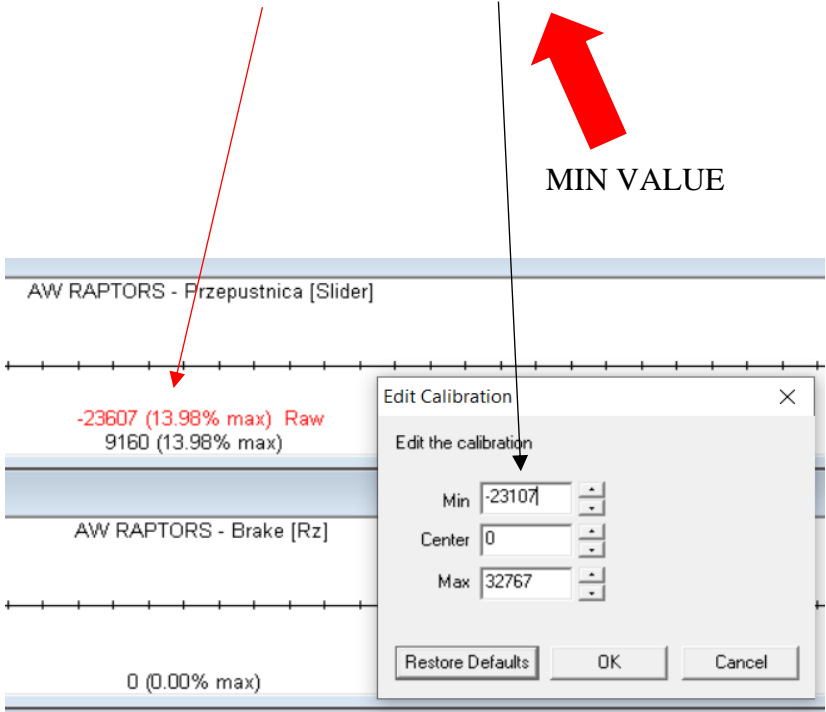 MIN VALUE
AW RAPTORS - Przepustnica [Slider]
-23607 (13.98% max) Raw
9160 (13.98% max)
AW RAPTORS - Brake [Rz]
0 (0.00% max)
Edit Calibration
Edit the calibration
Min -23107
Center 0
Max 32767
Restore Defaults OK Cancel